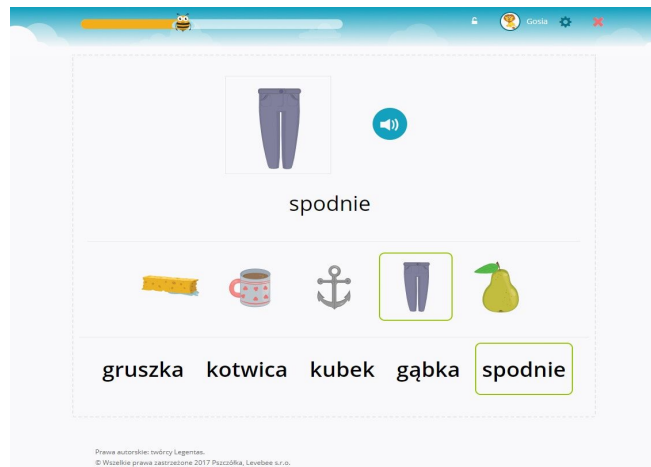 Gosia
spodnie
gruszka kotwica kubek gąbka spodnie
Prawa autorskie: twórcy Legentas.
© Wszelkie prawa zastrzeżone 2017 Pszczółka, Levebee s.r.o.